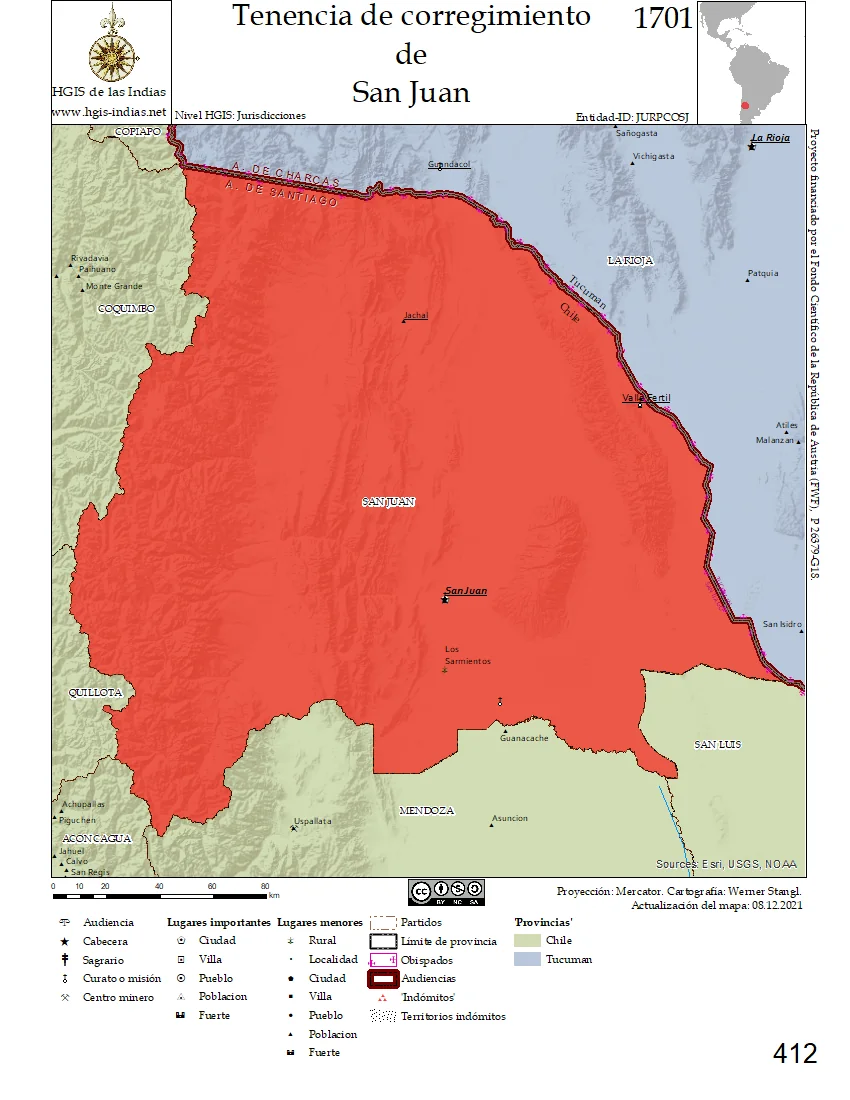 Tenencia de corregimiento
de
San Juan
1701
HGIS de las Indias
www.hgis-indias.net
Nivel HGIS: Jurisdicciones
Entidad-ID: JURPCOSJ
COPIAPO
Sañogasta
La Rioja
Vichigasta
Guandacol
A. DE CHARCAS
A. DE SANTIAGO
Rivadavia
Paihuano
Monte Grande
COQUIMBO
LA RIOJA
Patquia
Tucuman
Chile
Jachal
Valle Fertil
Atiles
Malanzan
SAN JUAN
San Juan
San Isidro
Los
Sarmientos
QUILLOTA
Guanacache
SAN LUIS
Achupallas
Piguchen
Uspallata
MENDOZA
Asuncion
ACONCAGUA
Jahuel
Calvo
San Regis
Sources: Esri, USGS, NOAA
Proyecto financiado por el Fondo Científico de la República de Austria (FWF), P 26379-G18.
0 10 20 40 60 80
km
CC BY NC SA
Proyección: Mercator. Cartografía: Werner Stangl.
Actualización del mapa: 08.12.2021
Audiencia
Cabecera
Sagrario
Curato o misión
Centro minero
Lugares importantes
Ciudad
Villa
Pueblo
Poblacion
Fuerte
Lugares menores
Rural
Localidad
Ciudad
Villa
Pueblo
Poblacion
Fuerte
Partidos
Límite de provincia
Obispados
Audiencias
'Indómitos'
Territorios indómitos
'Provincias'
Chile
Tucuman
412